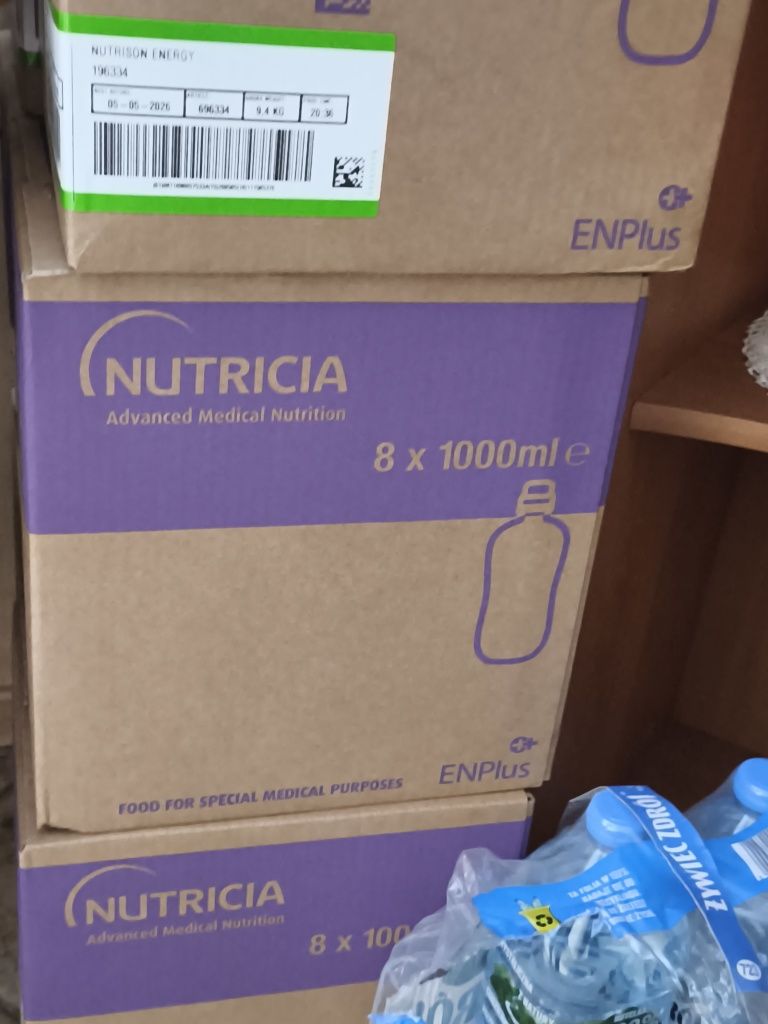 NUTRISON ENERGY
196334
05-05-2026
696334
9.4 KG
20:36
ENPlus
NUTRICIA
Advanced Medical Nutrition
8 x 1000ml e
FOOD FOR SPECIAL MEDICAL PURPOSES
ENPlus
NUTRICIA
Advanced Medical Nutrition
8 x 100
ŻYWIEC ZDRÓJ